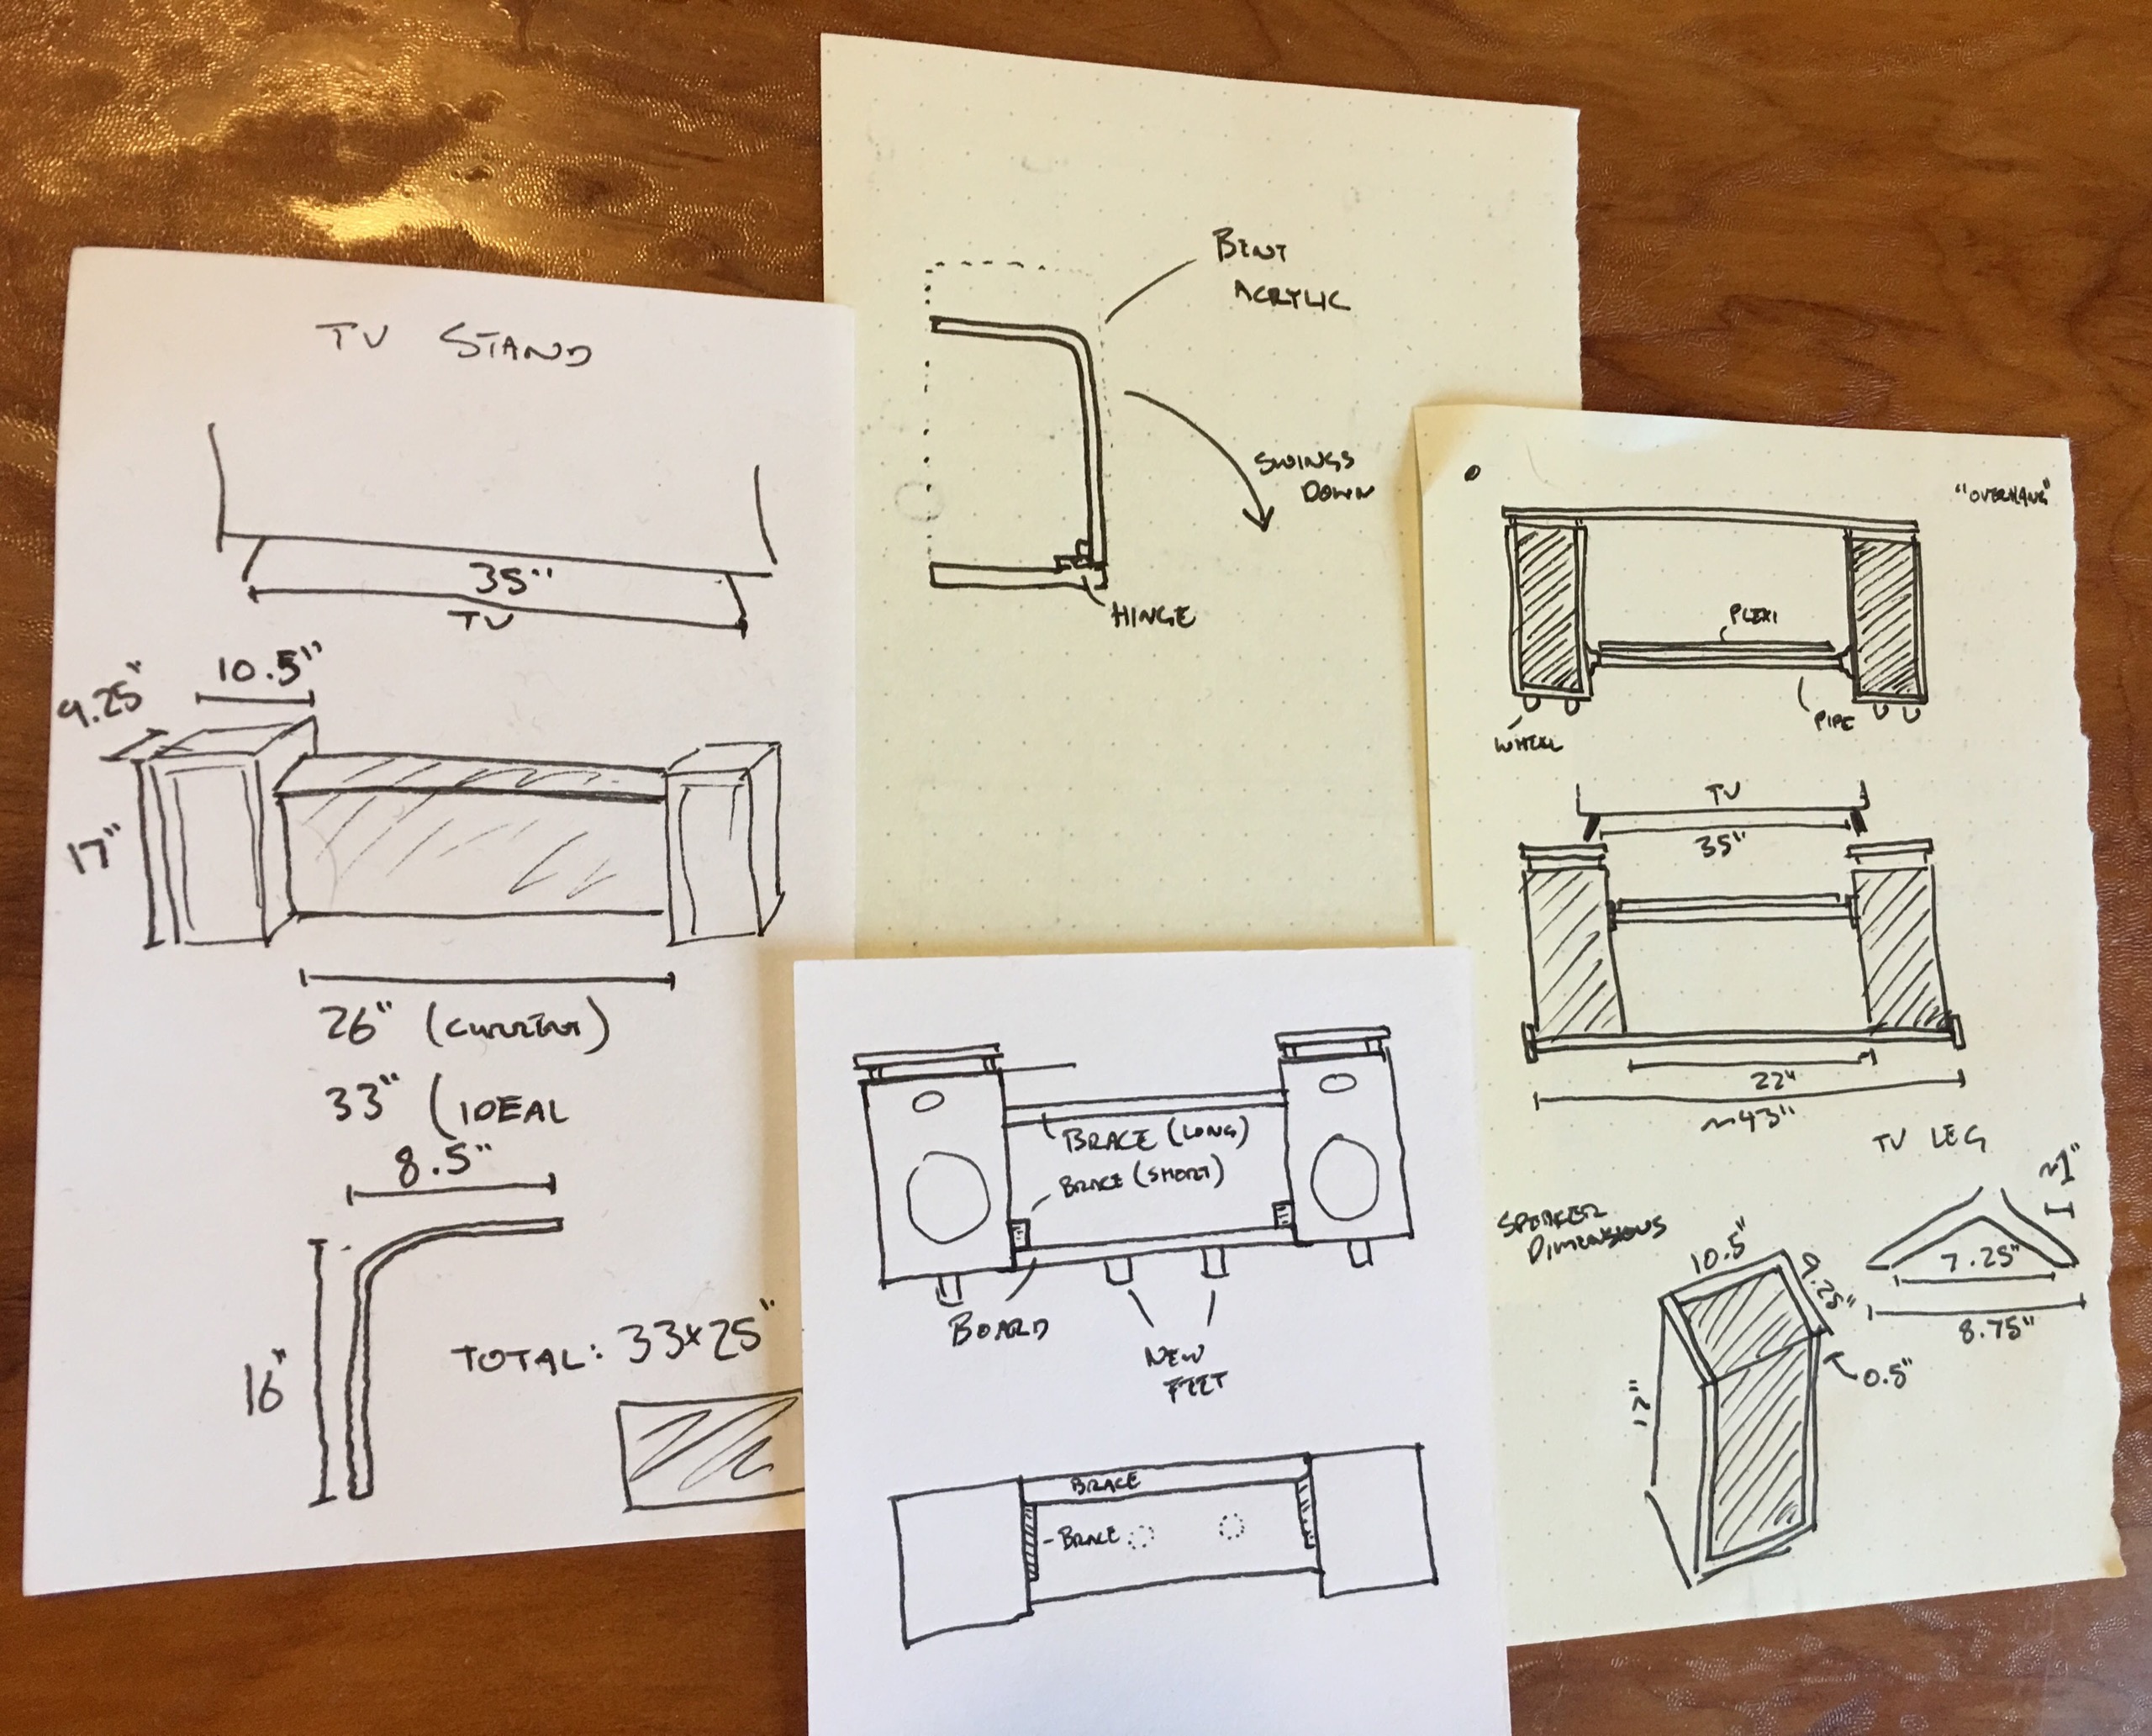 TV STAND
35"
TV
10.5"
9.25"
17"
26" (CURRENT)
33" (IDEAL
8.5"
16"
TOTAL: 33x25"
BENT
ACRYLIC
SWINGS
DOWN
HINGE
"OVERHANG"
PLEXI
PIPE
WHEEL
TV
35"
22"
~43"
TV LEG
~1"
7.25"
8.75"
SPEAKER
DIMENSIONS
10.5"
9.25"
0.5"
17"
BRACE (LONG)
BRACE (SHORT)
BOARD
NEW
FEET
BRACE
-BRACE